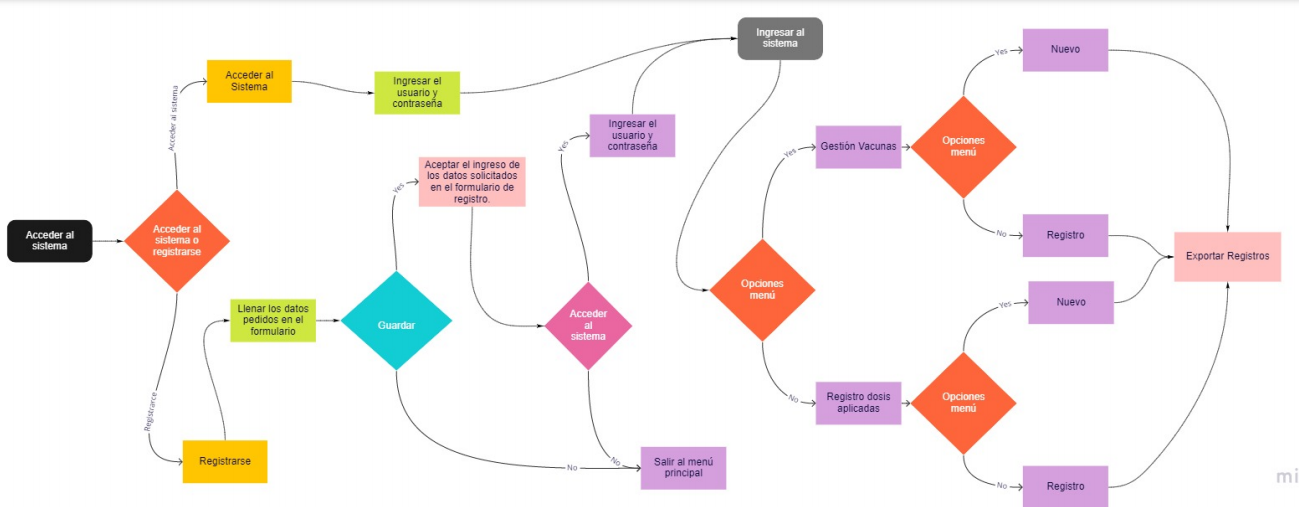 Acceder al
sistema
Acceder al
sistema o
registrarse
Acceder al sistema
Registrarce
Acceder al
Sistema
Ingresar el
usuario y
contraseña
Registrarse
Llenar los datos
pedidos en el
formulario
Guardar
Yes
No
Aceptar el ingreso de
los datos solicitados
en el formulario de
registro.
Acceder
al
sistema
Yes
No
Ingresar el
usuario y
contraseña
Salir al menú
principal
Ingresar al
sistema
Opciones
menú
Yes
No
Gestión Vacunas
Opciones
menú
Yes
No
Nuevo
Registro
Registro dosis
aplicadas
Opciones
menú
Yes
No
Nuevo
Registro
Exportar Registros
mi